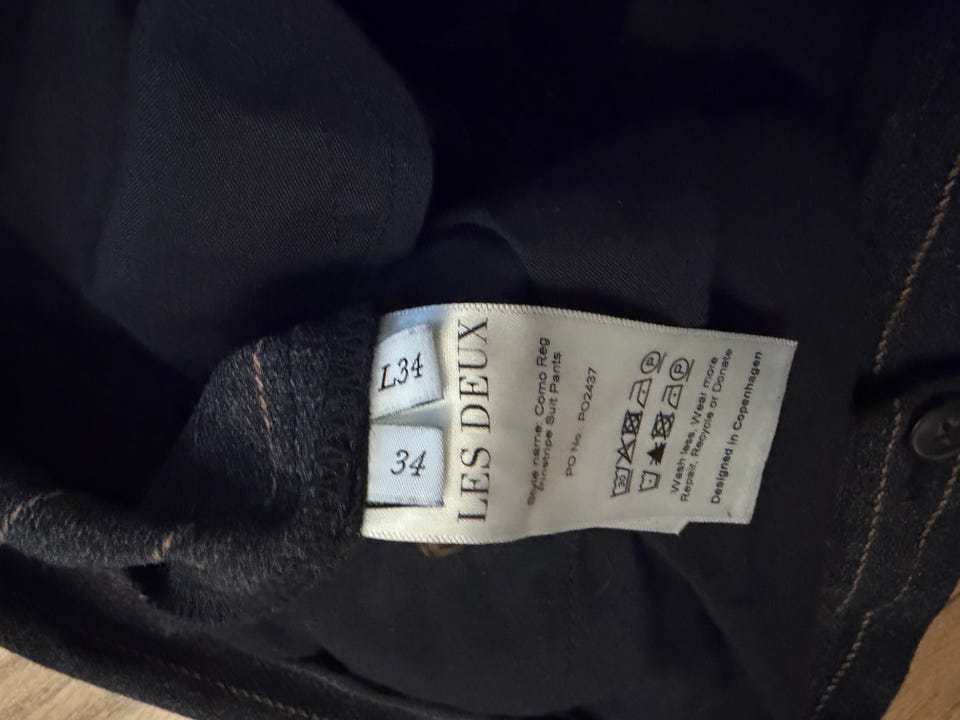 L34
34
LES DEUX
Style name: Como Reg
Pinstripe Suit Pants
PO No.: PO2437
30
P
P
Wash less, Wear more
Repair, Recycle or Donate
Designed in Copenhagen